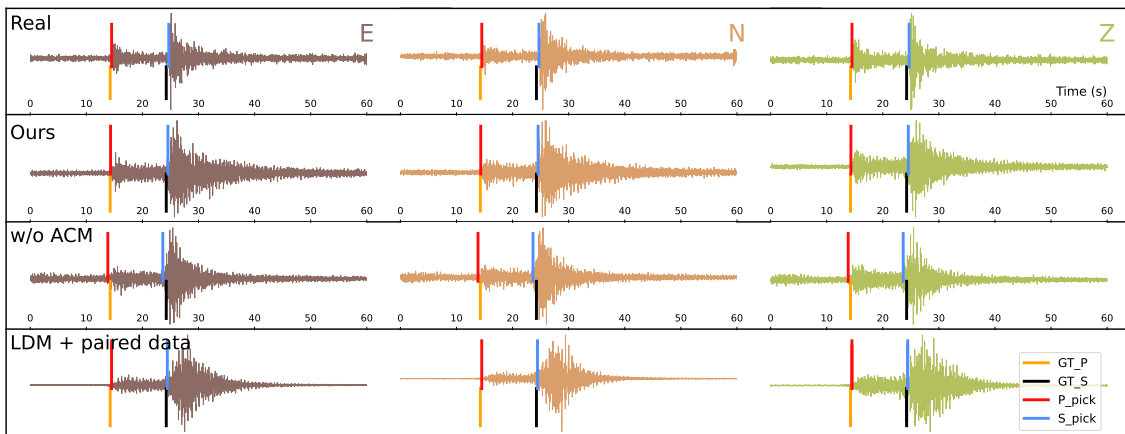 Real
E
N
Z
Time (s)
0 10 20 30 40 50 60
0 10 20 30 40 50 60
0 10 20 30 40 50 60
Ours
0 10 20 30 40 50 60
0 10 20 30 40 50 60
0 10 20 30 40 50 60
w/o ACM
0 10 20 30 40 50 60
0 10 20 30 40 50 60
0 10 20 30 40 50 60
LDM + paired data
GT_P
GT_S
P_pick
S_pick